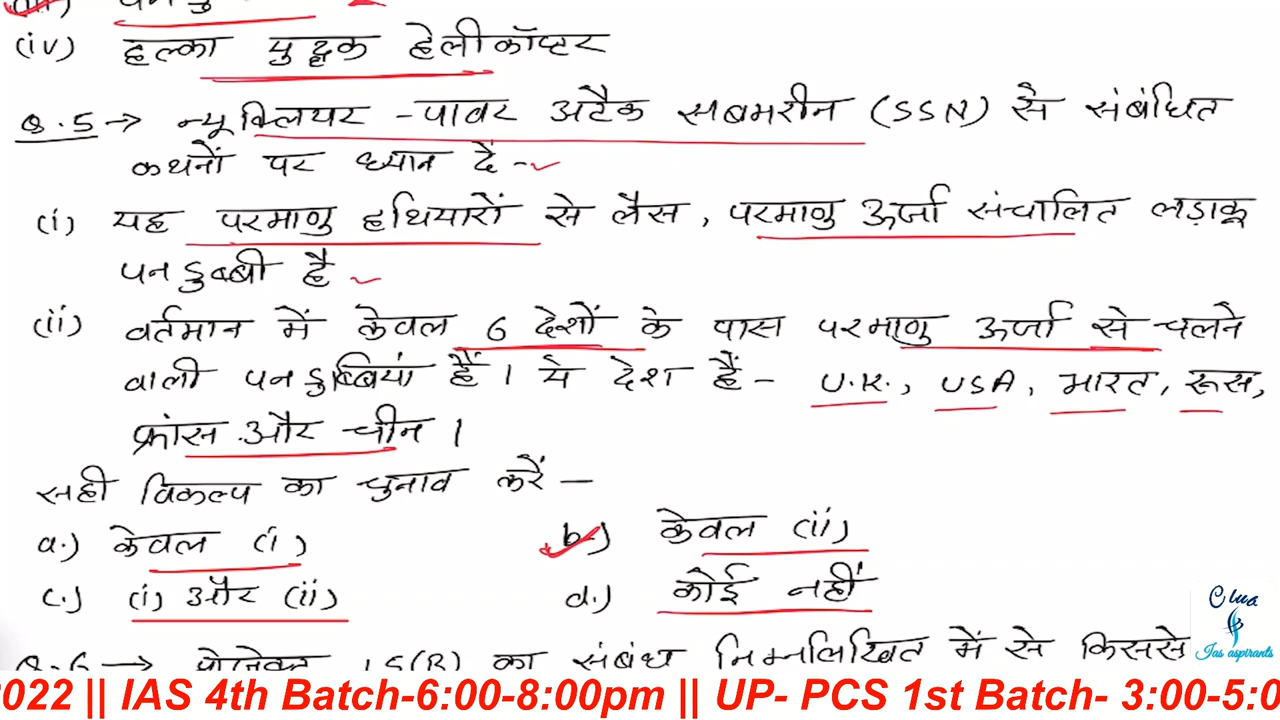 (iv) हल्का युद्धक हेलीकॉप्टर
Q.5→ न्यूक्लियर -पावर अटैक सबमरीन (SSN) से संबंधित
कथनों पर ध्यान दें -
(i) यह परमाणु हथियारों से लैस, परमाणु ऊर्जा संचालित लड़ाकू
पनडुब्बी है
(ii) वर्तमान में केवल 6 देशों के पास परमाणु ऊर्जा से चलने
वाली पनडुब्बियां हैं। ये देश हैं- U.K., USA, भारत, रूस,
फ्रांस और चीन।
सही विकल्प का चुनाव करें -
a.) केवल (i) b.) केवल (ii)
c.) (i) और (ii) d.) कोई नहीं
Q.6→ प्रोजेक्ट का संबंध निम्नलिखित में से किससे
Ias aspirants
2022 || IAS 4th Batch-6:00-8:00pm || UP- PCS 1st Batch- 3:00-5:0